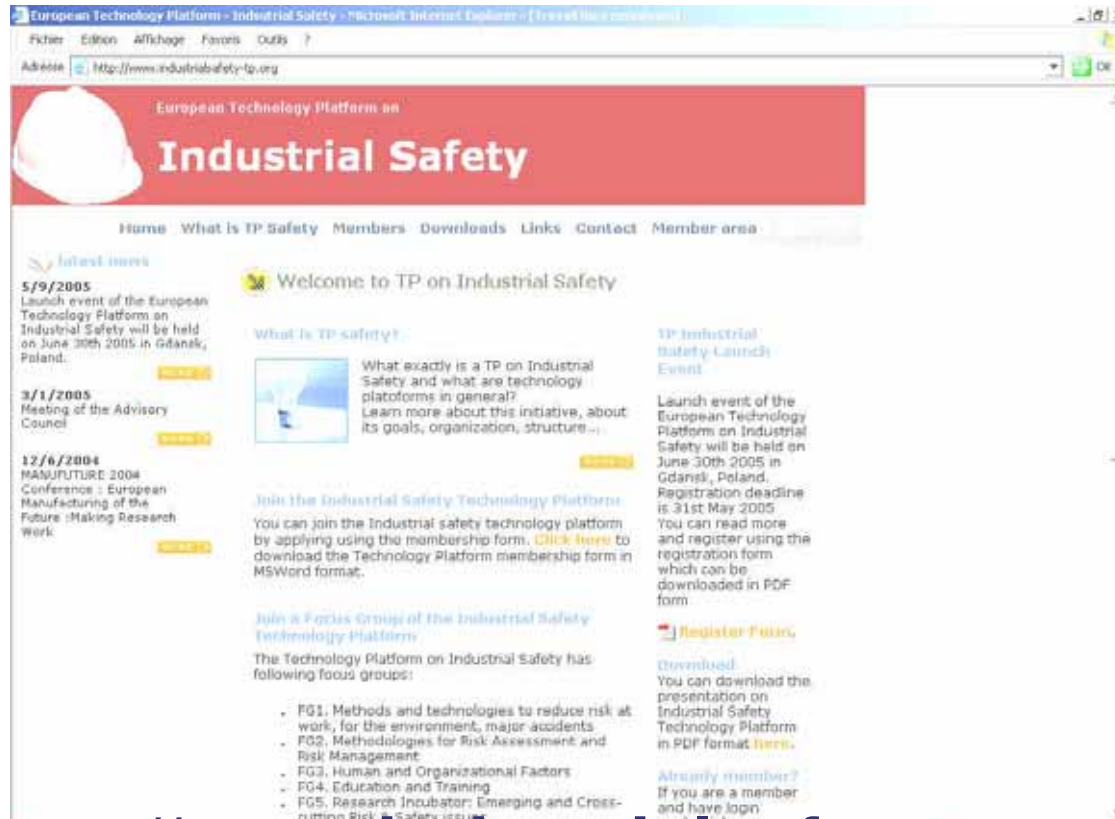 European Technology Platform - Industrial Safety - Microsoft Internet Explorer - [Travail hors connexion]
Fichier Edition Affichage Favoris Outils ?
Adresse http://www.industrialsafety-tp.org OK
European Technology Platform on
Industrial Safety
Home What is TP Safety Members Downloads Links Contact Member area
latest news
5/9/2005
Launch event of the European
Technology Platform on
Industrial Safety will be held
on June 30th 2005 in Gdansk,
Poland.
3/1/2005
Meeting of the Advisory
Council
12/6/2004
MANUFUTURE 2004
Conference : European
Manufacturing of the
Future :Making Research
Work
Welcome to TP on Industrial Safety
What is TP safety?
What exactly is a TP on Industrial
Safety and what are technology
platoforms in general?
Learn more about this initiative, about
its goals, organization, structure...
Join the Industrial Safety Technology Platform
You can join the Industrial safety technology platform
by applying using the membership form. Click here to
download the Technology Platform membership form in
MSWord format.
Join a Focus Group of the Industrial Safety
Technology Platform
The Technology Platform on Industrial Safety has
following focus groups:
FG1. Methods and technologies to reduce risk at
work, for the environment, major accidents
FG2. Methodologies for Risk Assessment and
Risk Management
FG3. Human and Organizational Factors
FG4. Education and Training
FG5. Research Incubator: Emerging and Cross-
cutting Risk & Safety issues
TP Industrial
Safety Launch
Event
Launch event of the
European Technology
Platform on Industrial
Safety will be held on
June 30th 2005 in
Gdansk, Poland.
Registration deadline
is 31st May 2005
You can read more
and register using the
registration form
which can be
downloaded in PDF
form
Register Form.
Download
You can download the
presentation on
Industrial Safety
Technology Platform
in PDF format here.
Already member?
If you are a member
and have login